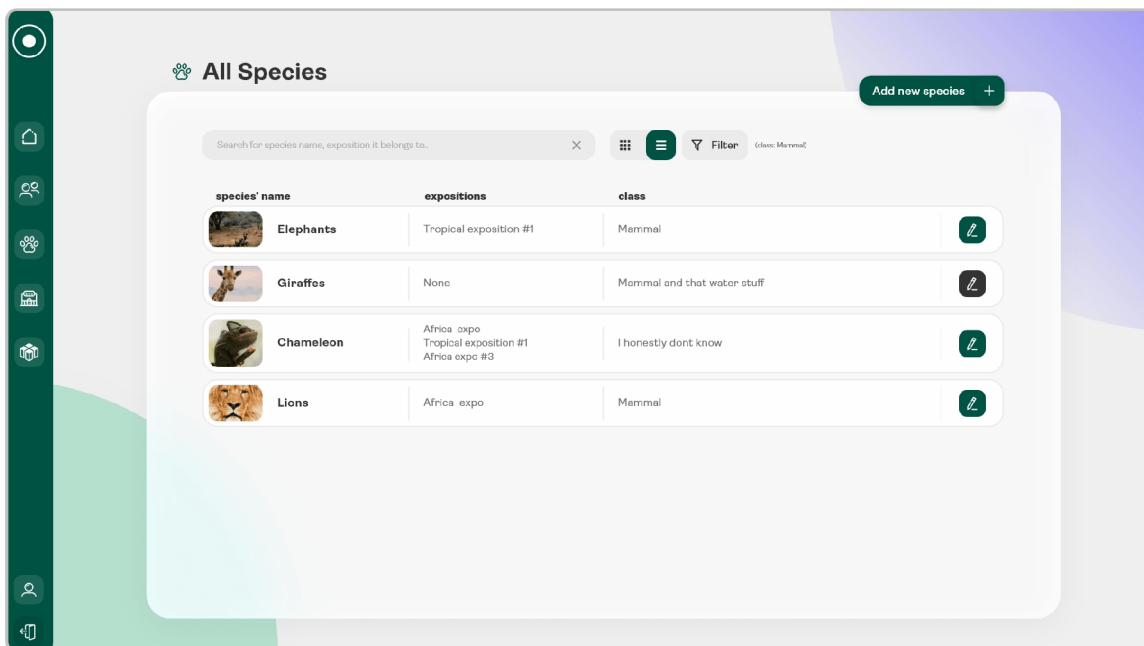 All Species
Add new species +
Search for species name, exposition it belongs to..
Filter
(class: Mammal)
species' name expositions class
Elephants Tropical exposition #1 Mammal
Giraffes None Mammal and that water stuff
Africa expo
Chameleon Tropical exposition #1 I honestly dont know
Africa expo #3
Lions Africa expo Mammal